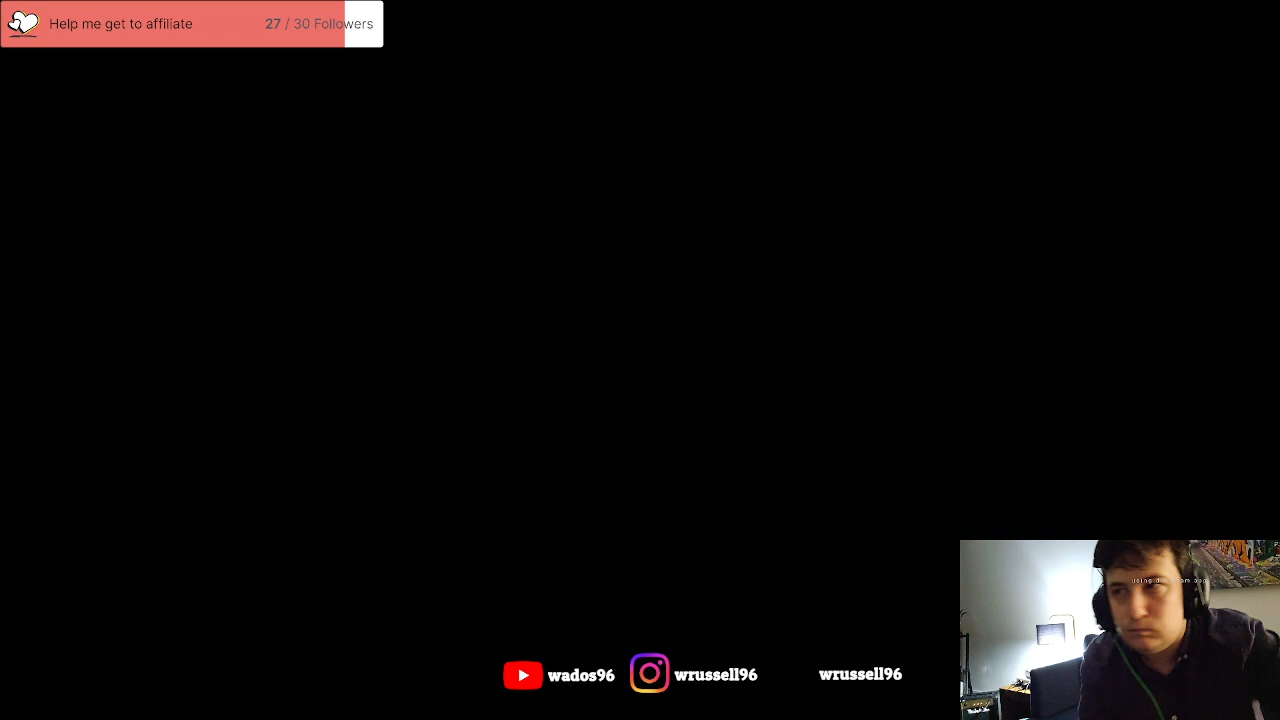 Help me get to affiliate 27 / 30 Followers
wados96 wrussell96 wrussell96